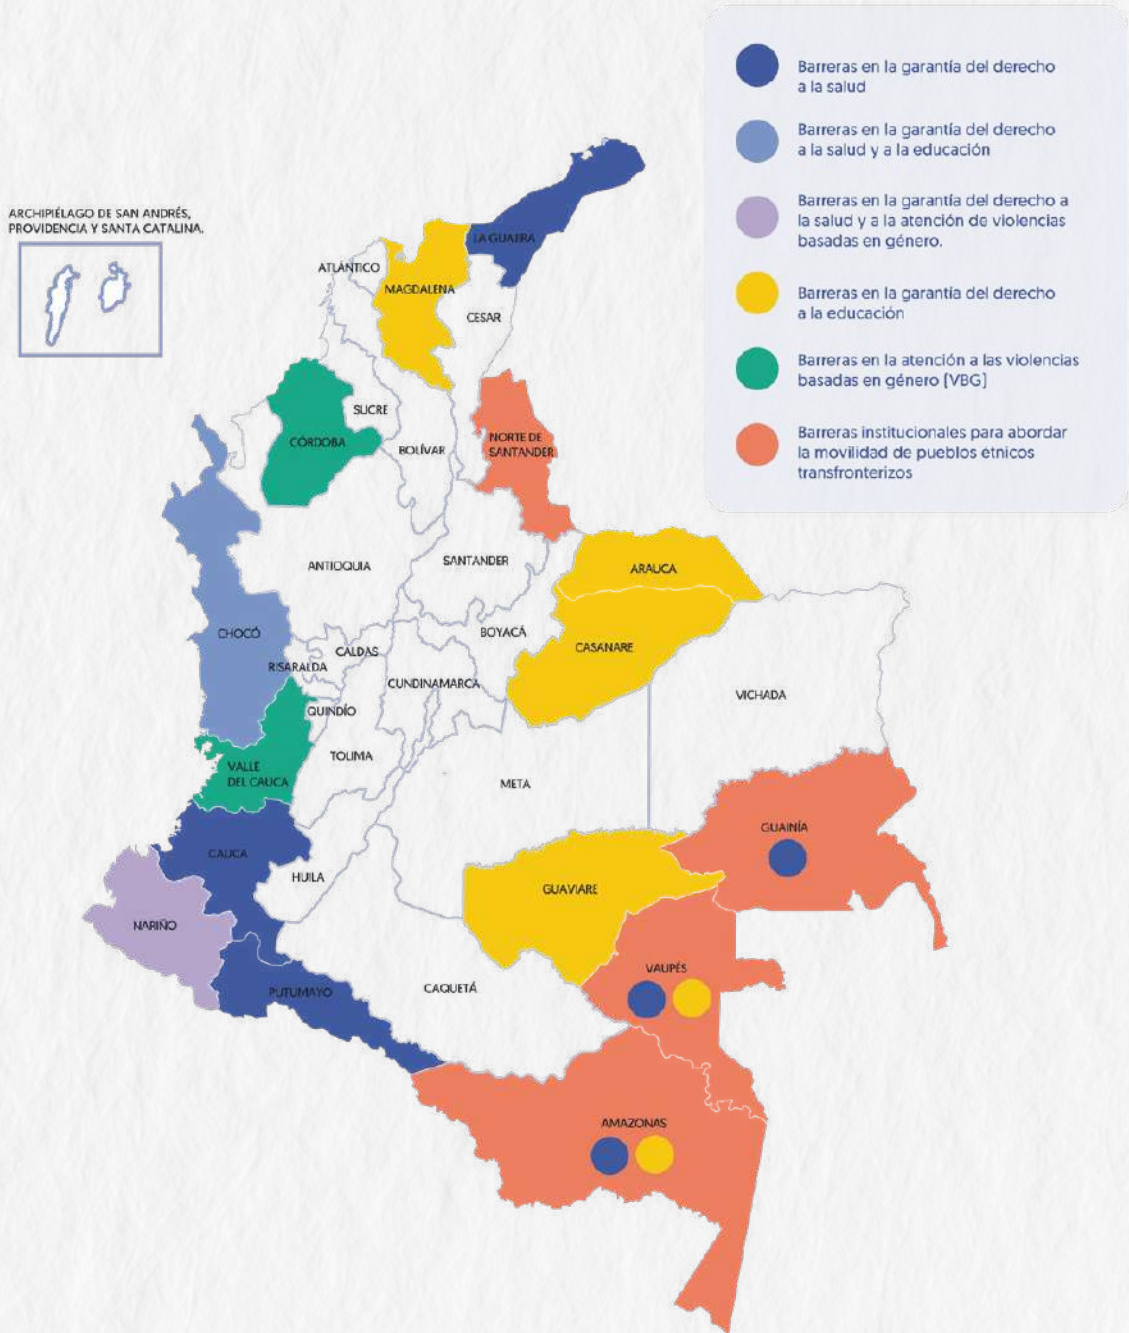 Barreras en la garantía del derecho
a la salud
Barreras en la garantía del derecho
a la salud y a la educación
Barreras en la garantía del derecho a
la salud y a la atención de violencias
basadas en género.
Barreras en la garantía del derecho
a la educación
Barreras en la atención a las violencias
basadas en género [VBG]
Barreras institucionales para abordar
la movilidad de pueblos étnicos
transfronterizos
ARCHIPIÉLAGO DE SAN ANDRÉS,
PROVIDENCIA Y SANTA CATALINA.
LA GUAJIRA
ATLÁNTICO
MAGDALENA
CESAR
SUCRE
CÓRDOBA
BOLÍVAR
NORTE DE
SANTANDER
ANTIOQUIA
SANTANDER
ARAUCA
CHOCÓ
BOYACÁ
CALDAS
CASANARE
RISARALDA
CUNDINAMARCA
VICHADA
QUINDÍO
TOLIMA
VALLE
DEL CAUCA
META
GUAINÍA
CAUCA
HUILA
GUAVIARE
NARIÑO
VAUPÉS
PUTUMAYO
CAQUETÁ
AMAZONAS